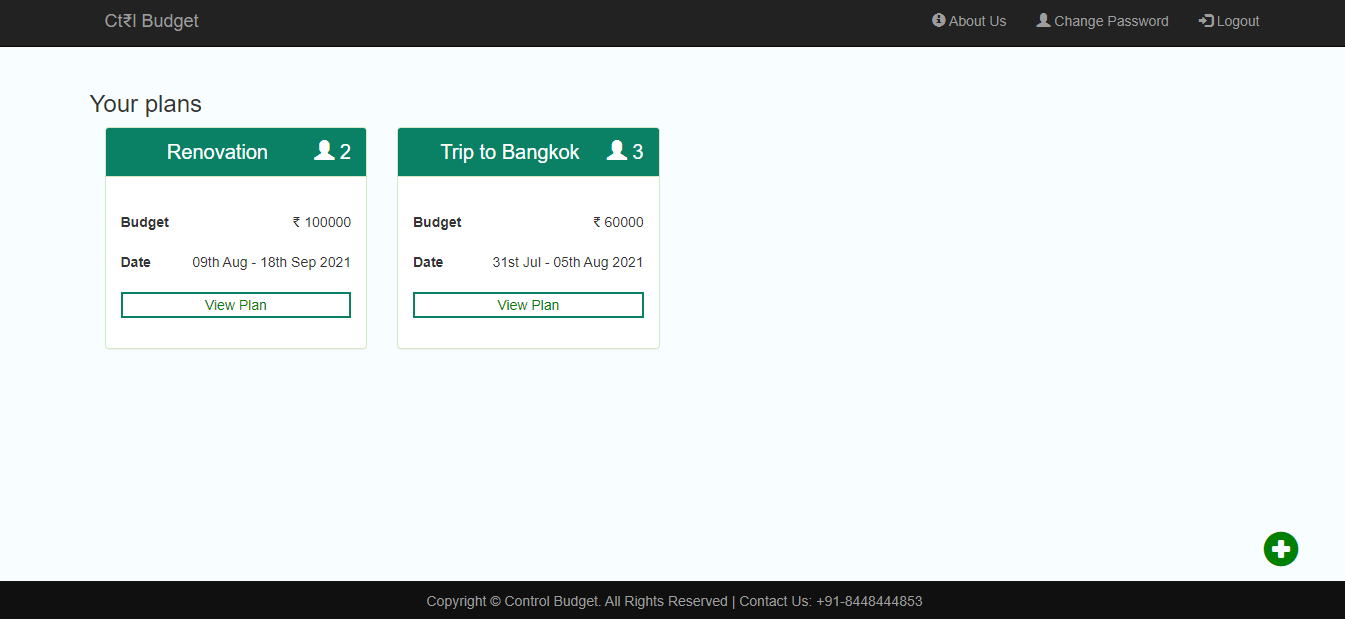 Ct₹l Budget
About Us
Change Password
Logout
Your plans
Renovation 2
Budget ₹ 100000
Date 09th Aug - 18th Sep 2021
View Plan
Trip to Bangkok 3
Budget ₹ 60000
Date 31st Jul - 05th Aug 2021
View Plan
Copyright © Control Budget. All Rights Reserved | Contact Us: +91-8448444853